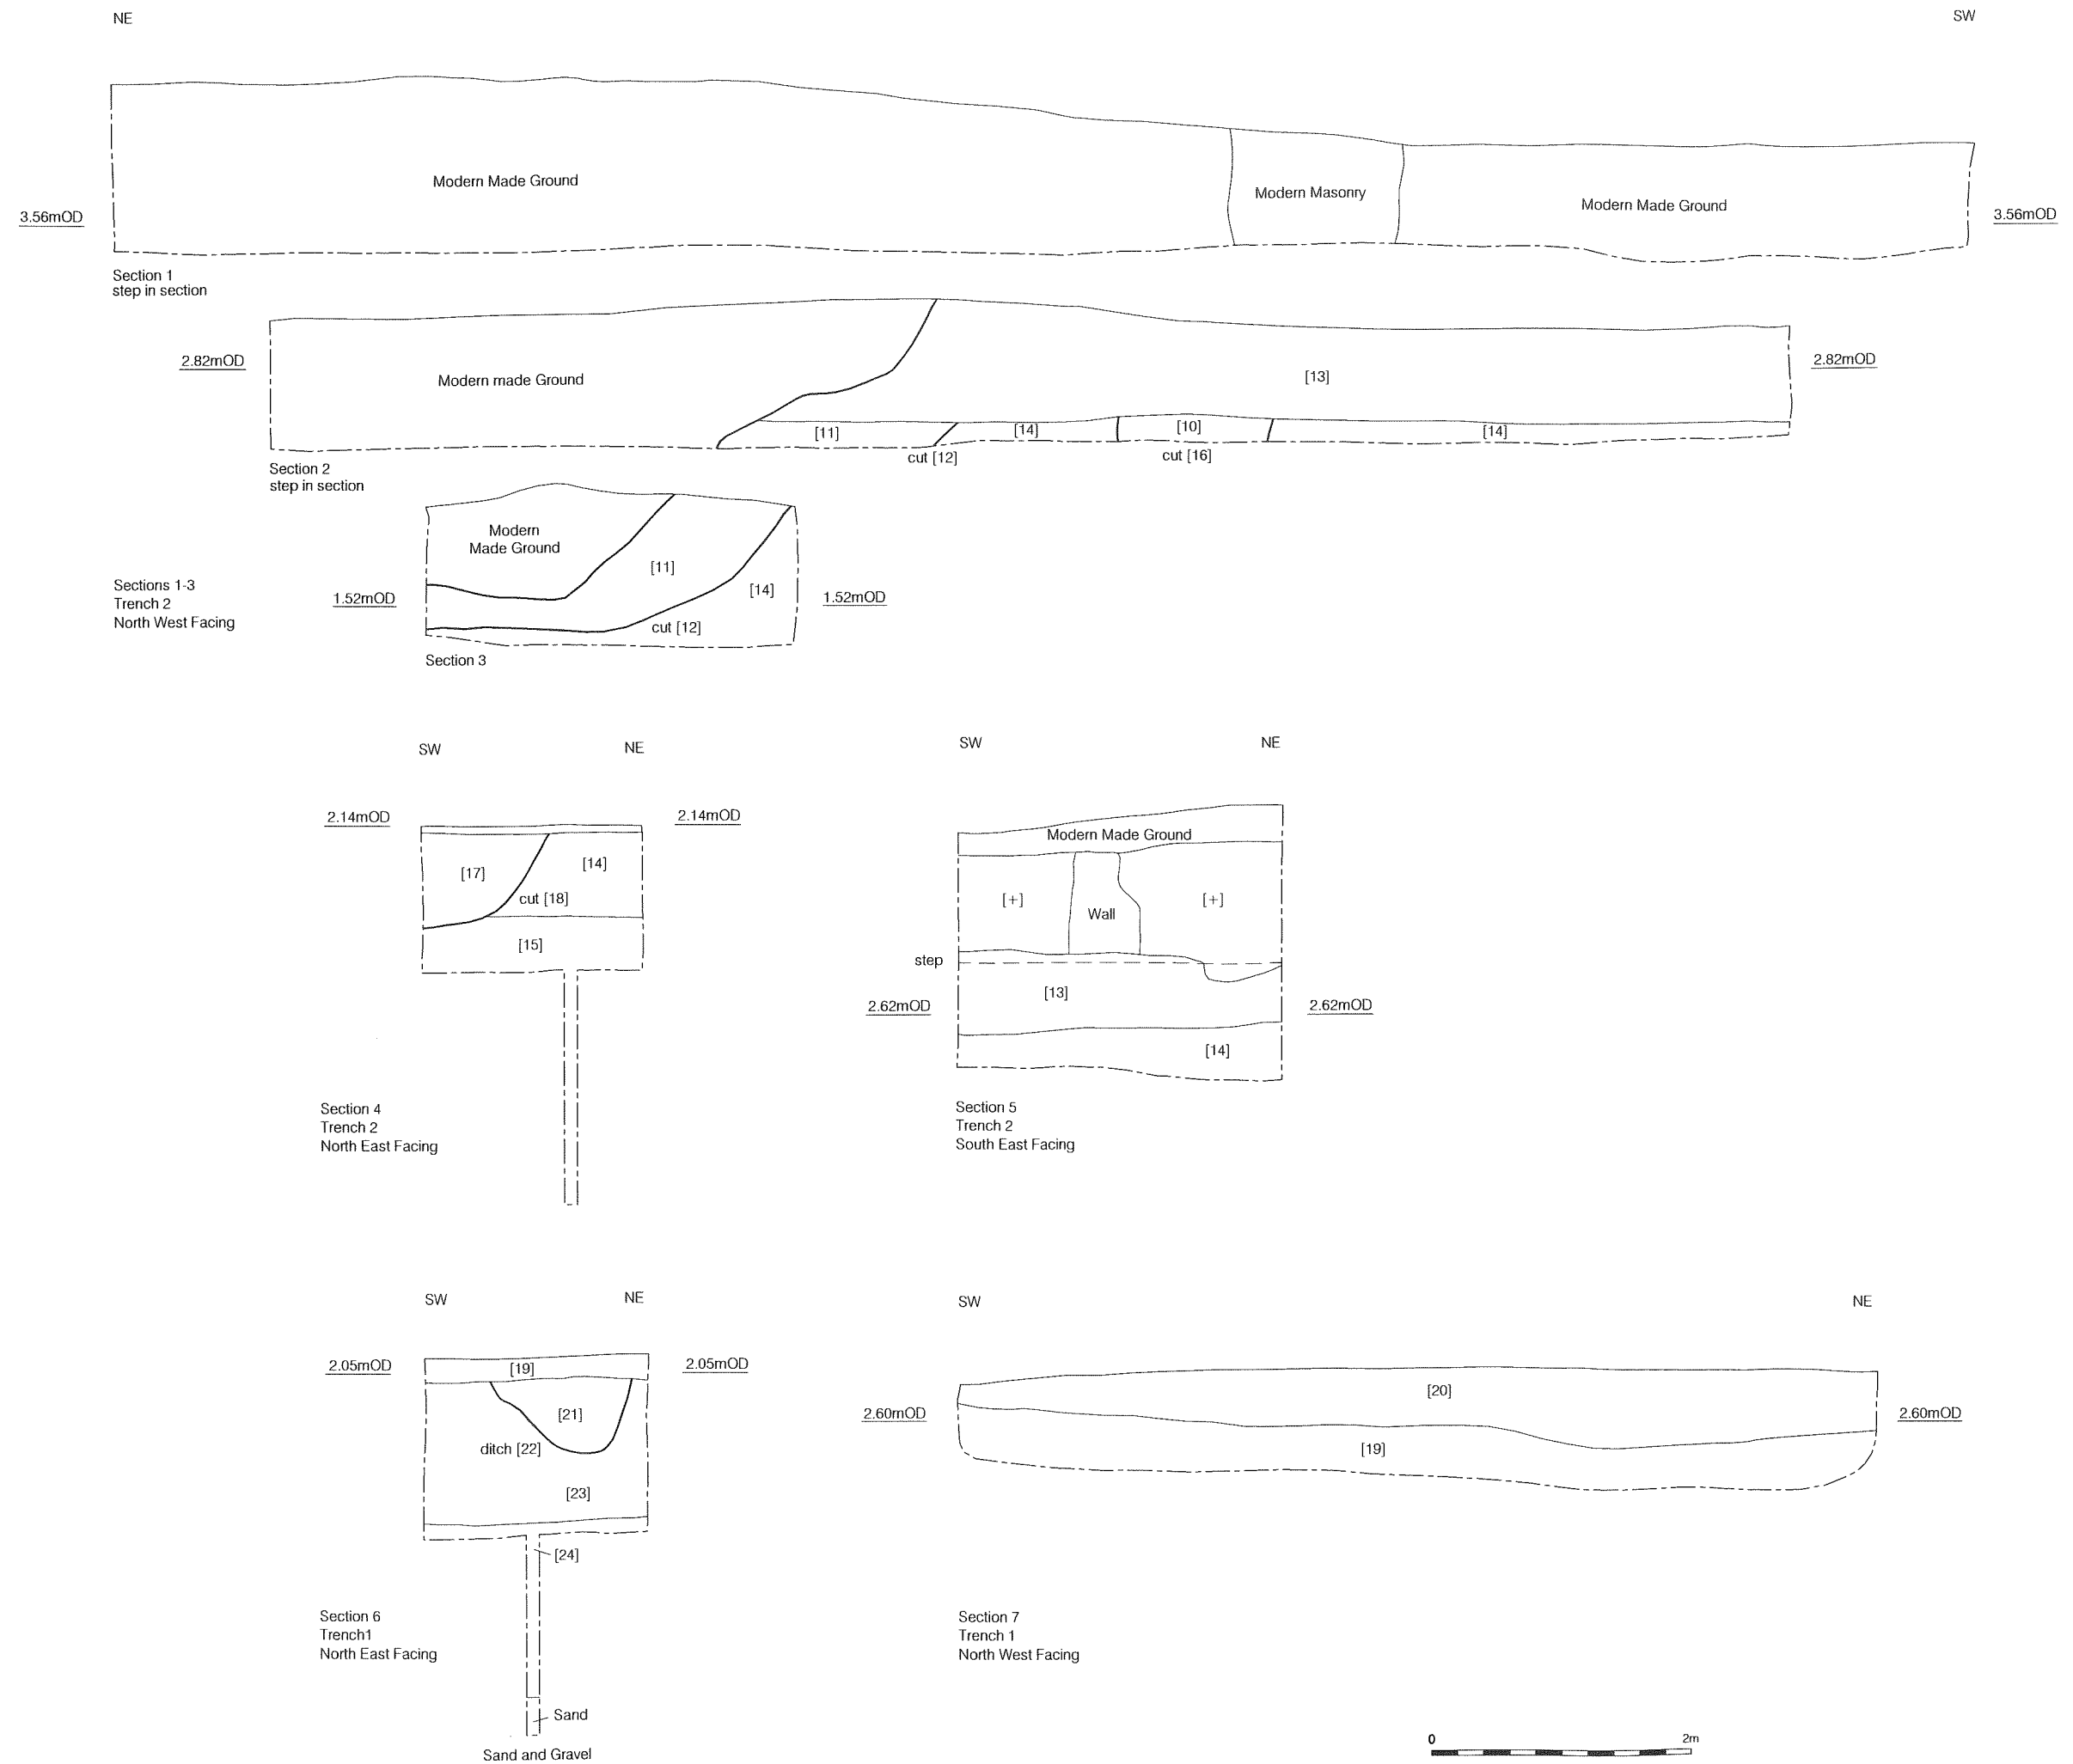 NE
SW
Modern Made Ground
Modern Masonry
Modern Made Ground
3.56mOD
3.56mOD
Section 1
step in section
2.82mOD
2.82mOD
Modern made Ground
[13]
[11]
[14]
[10]
[14]
cut [12]
cut [16]
Section 2
step in section
Modern
Made Ground
[11]
[14]
1.52mOD
1.52mOD
cut [12]
Section 3
Sections 1-3
Trench 2
North West Facing
SW
NE
2.14mOD
2.14mOD
[17]
[14]
cut [18]
[15]
Section 4
Trench 2
North East Facing
SW
NE
Modern Made Ground
[+]
Wall
[+]
step
[13]
2.62mOD
2.62mOD
[14]
Section 5
Trench 2
South East Facing
SW
NE
2.05mOD
2.05mOD
[19]
[21]
ditch [22]
[23]
[24]
Section 6
Trench1
North East Facing
Sand
Sand and Gravel
SW
NE
[20]
2.60mOD
2.60mOD
[19]
Section 7
Trench 1
North West Facing
0
2m